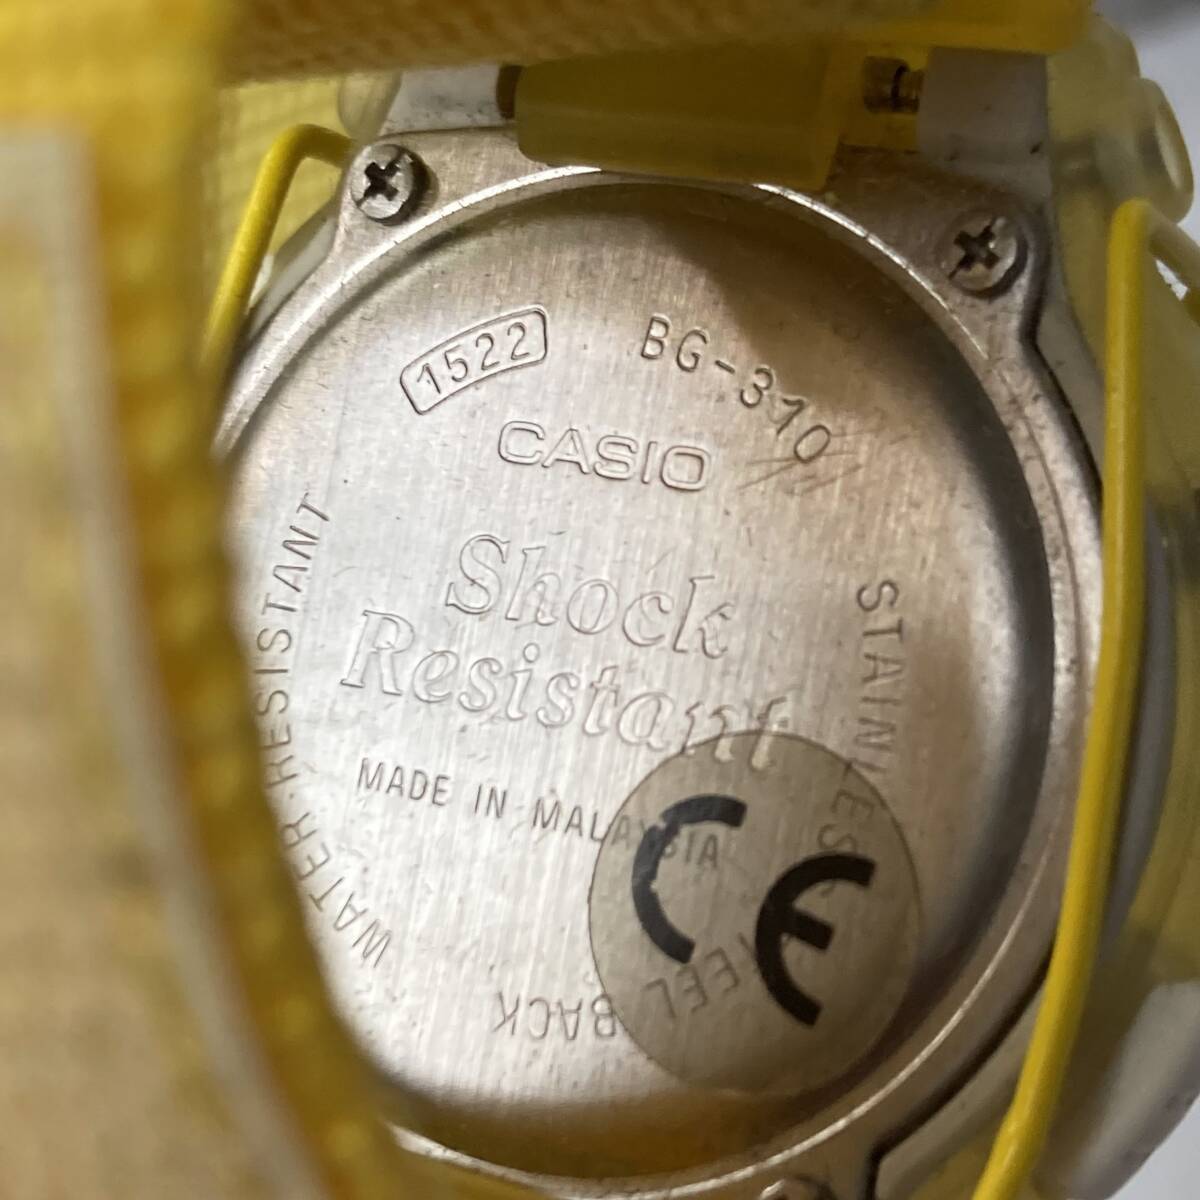 1522
BG-310
CASIO
Shock
Resistant
MADE IN MALAYSIA
WATER·RESISTANT
STAINLESS STEEL BACK
CE